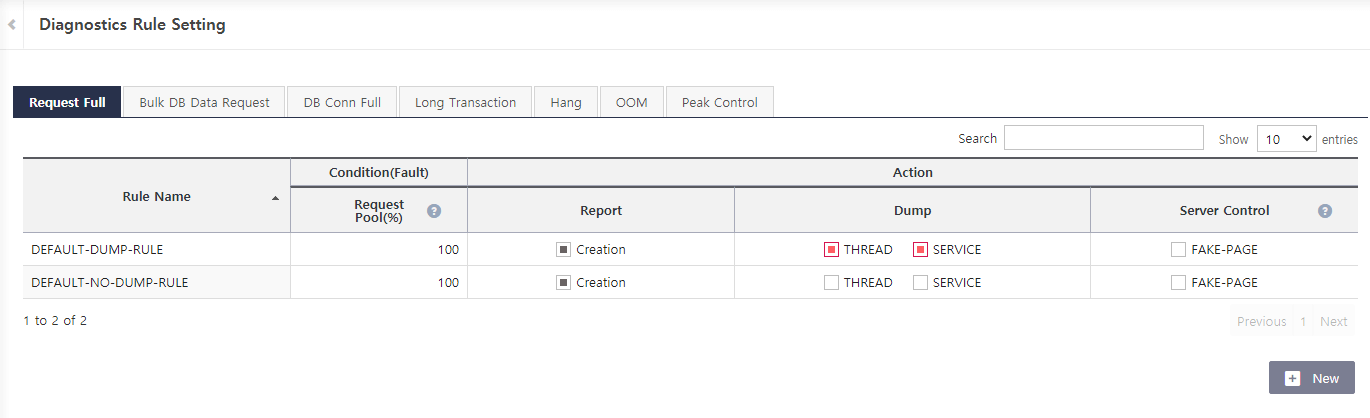 Diagnostics Rule Setting
Request Full Bulk DB Data Request DB Conn Full Long Transaction Hang OOM Peak Control
Search Show 10 entries
Condition(Fault) Action
Rule Name Request Pool(%) ? Report Dump Server Control ?
DEFAULT-DUMP-RULE 100 Creation THREAD SERVICE FAKE-PAGE
DEFAULT-NO-DUMP-RULE 100 Creation THREAD SERVICE FAKE-PAGE
1 to 2 of 2 Previous 1 Next
New